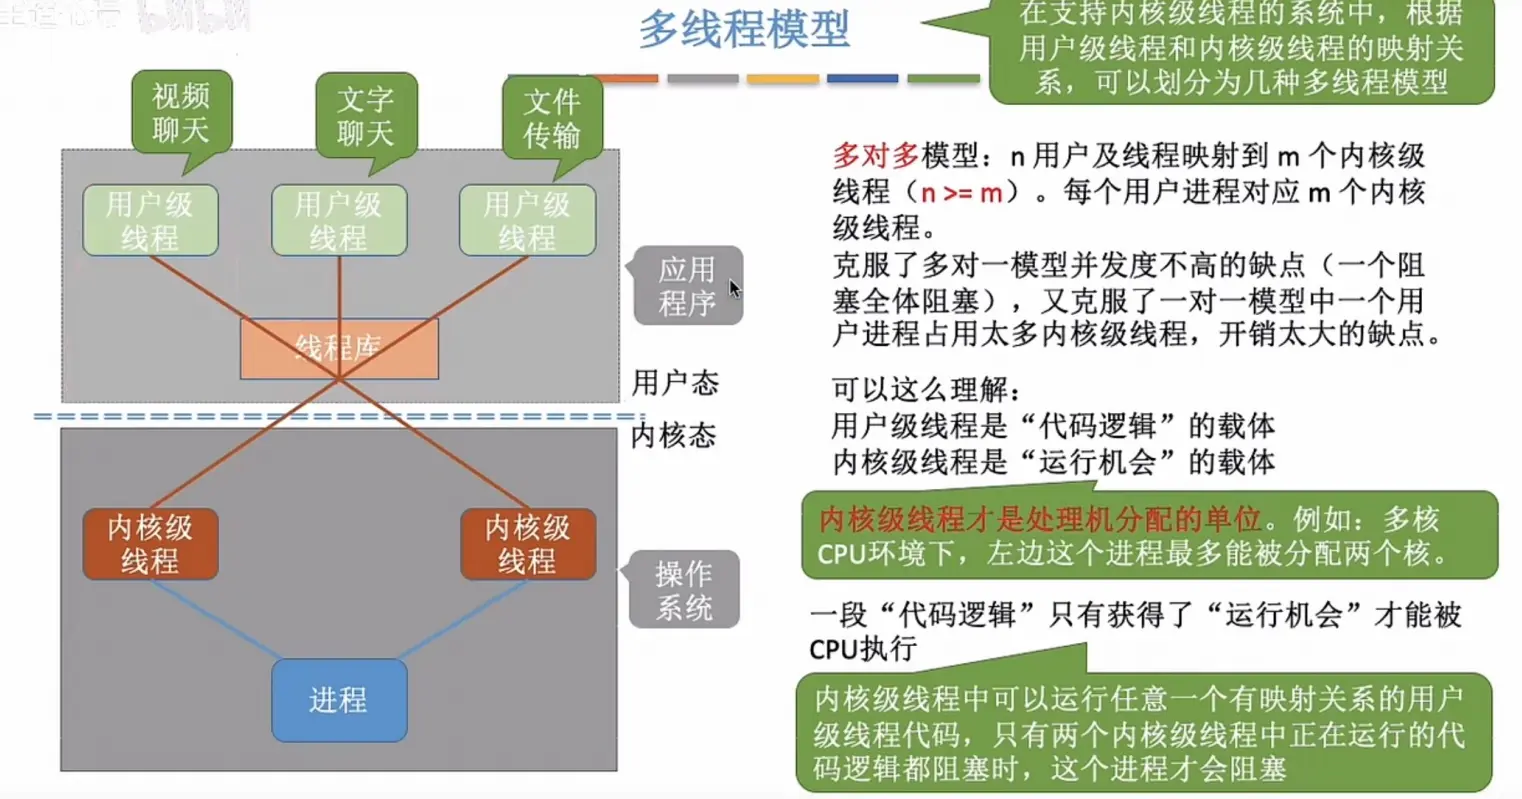 多线程模型
在支持内核级线程的系统中，根据
用户级线程和内核级线程的映射关
系，可以划分为几种多线程模型
视频
聊天
文字
聊天
文件
传输
用户级
线程
用户级
线程
用户级
线程
线程库
应用
程序
用户态
内核态
内核级
线程
内核级
线程
操作
系统
进程
多对多模型：n 用户及线程映射到 m 个内核级
线程（n >= m）。每个用户进程对应 m 个内核
级线程。
克服了多对一模型并发度不高的缺点（一个阻
塞全体阻塞），又克服了一对一模型中一个用
户进程占用太多内核级线程，开销太大的缺点。
可以这么理解：
用户级线程是“代码逻辑”的载体
内核级线程是“运行机会”的载体
内核级线程才是处理机分配的单位。例如：多核
CPU环境下，左边这个进程最多能被分配两个核。
一段“代码逻辑”只有获得了“运行机会”才能被
CPU执行
内核级线程中可以运行任意一个有映射关系的用户
级线程代码，只有两个内核级线程中正在运行的代
码逻辑都阻塞时，这个进程才会阻塞